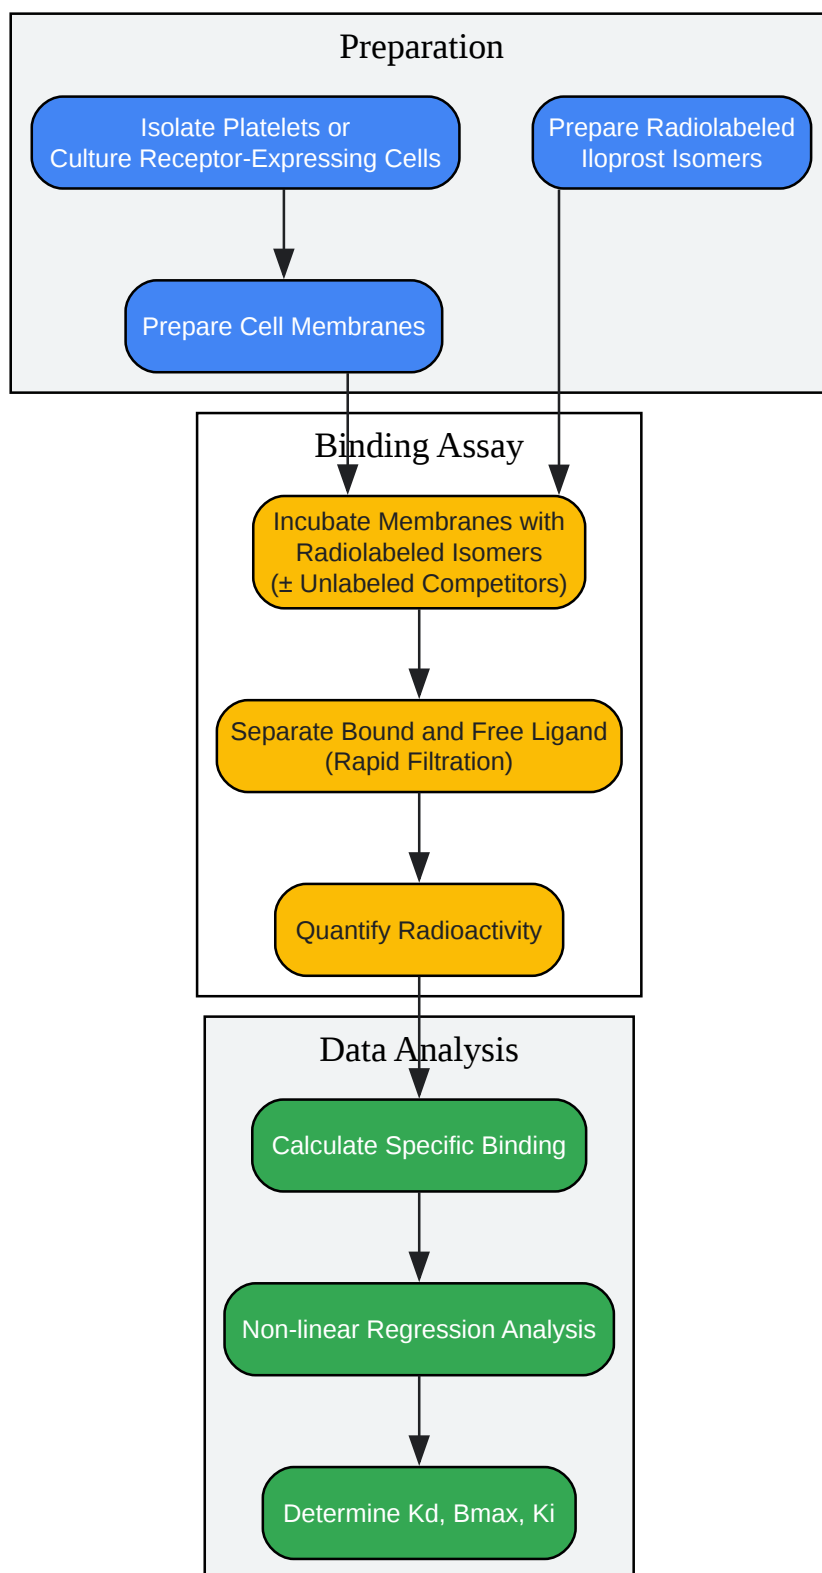 Preparation
Isolate Platelets or
Culture Receptor-Expressing Cells
Prepare Radiolabeled
Iloprost Isomers
Prepare Cell Membranes
Binding Assay
Incubate Membranes with
Radiolabeled Isomers
(± Unlabeled Competitors)
Separate Bound and Free Ligand
(Rapid Filtration)
Quantify Radioactivity
Data Analysis
Calculate Specific Binding
Non-linear Regression Analysis
Determine Kd, Bmax, Ki